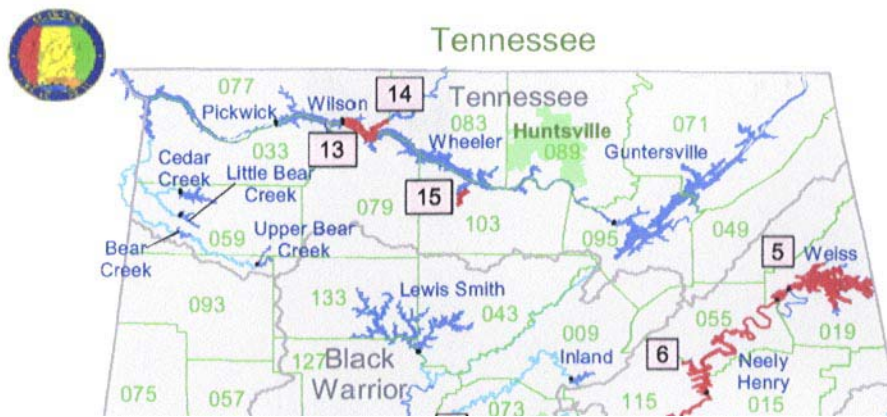 Tennessee
077
Pickwick
Wilson
14
Tennessee
083
071
033
13
Huntsville
089
Wheeler
Guntersville
Cedar
Creek
Little Bear
Creek
15
079
103
049
059
Upper Bear
Creek
095
Bear
Creek
5
Weiss
093
133
Lewis Smith
043
009
055
019
127
Black
Warrior
Inland
6
Neely
Henry
075
057
073
115
015